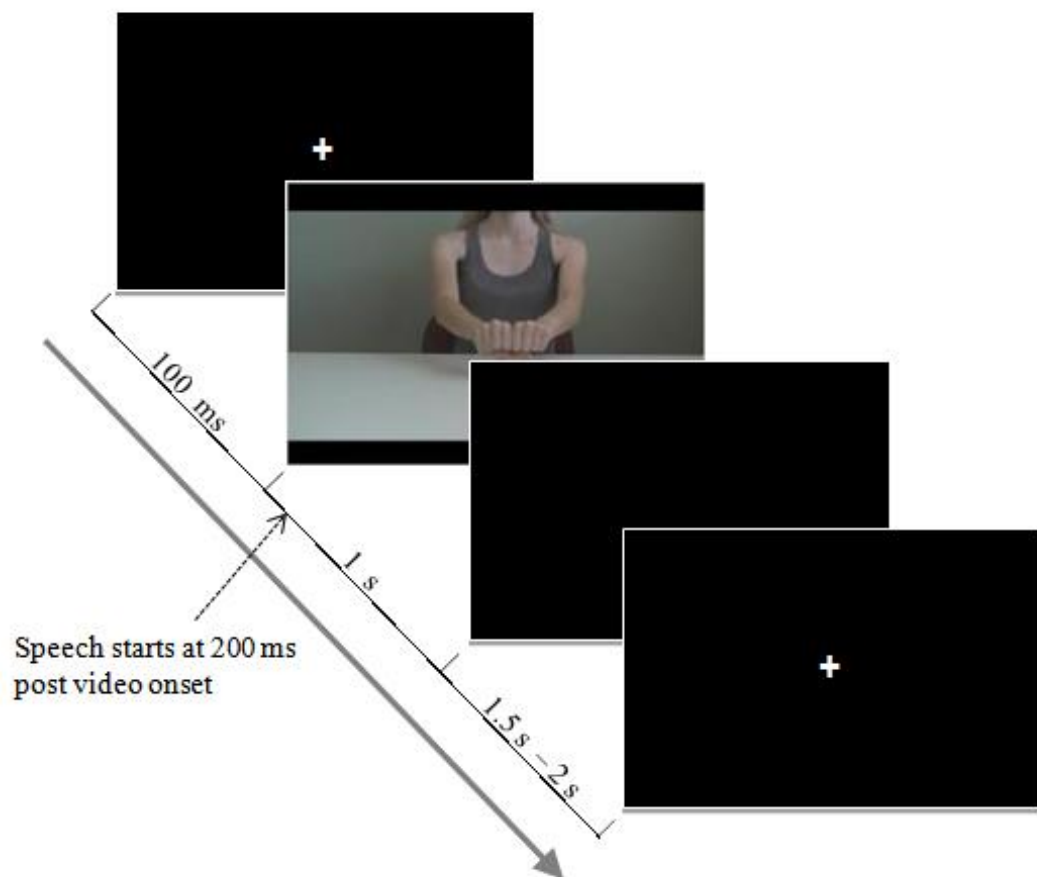 100 ms
1 s
Speech starts at 200 ms
post video onset
1.5 s – 2 s